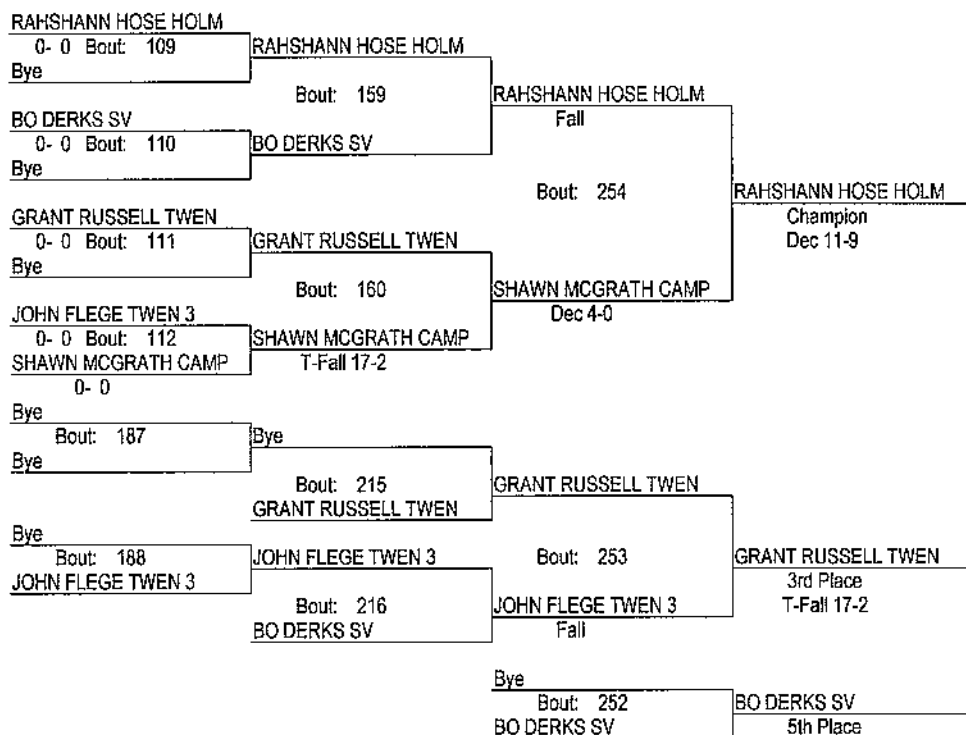 RAHSHANN HOSE HOLM
0- 0 Bout: 109
Bye
RAHSHANN HOSE HOLM
Bout: 159
BO DERKS SV
0- 0 Bout: 110
Bye
BO DERKS SV
RAHSHANN HOSE HOLM
Fall
Bout: 254
GRANT RUSSELL TWEN
0- 0 Bout: 111
Bye
GRANT RUSSELL TWEN
Bout: 160
JOHN FLEGE TWEN 3
0- 0 Bout: 112
SHAWN MCGRATH CAMP
0- 0
SHAWN MCGRATH CAMP
T-Fall 17-2
SHAWN MCGRATH CAMP
Dec 4-0
RAHSHANN HOSE HOLM
Champion
Dec 11-9
Bye
Bout: 187
Bye
Bye
Bout: 215
GRANT RUSSELL TWEN
GRANT RUSSELL TWEN
Bye
Bout: 188
JOHN FLEGE TWEN 3
JOHN FLEGE TWEN 3
Bout: 216
BO DERKS SV
Bout: 253
JOHN FLEGE TWEN 3
Fall
GRANT RUSSELL TWEN
3rd Place
T-Fall 17-2
Bye
Bout: 252
BO DERKS SV
BO DERKS SV
5th Place